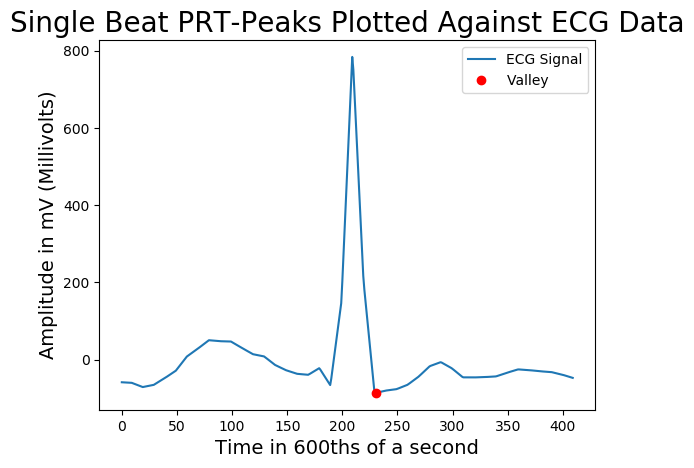 Single Beat PRT-Peaks Plotted Against ECG Data
ECG Signal
Valley
Amplitude in mV (Millivolts)
800
600
400
200
0
0 50 100 150 200 250 300 350 400
Time in 600ths of a second